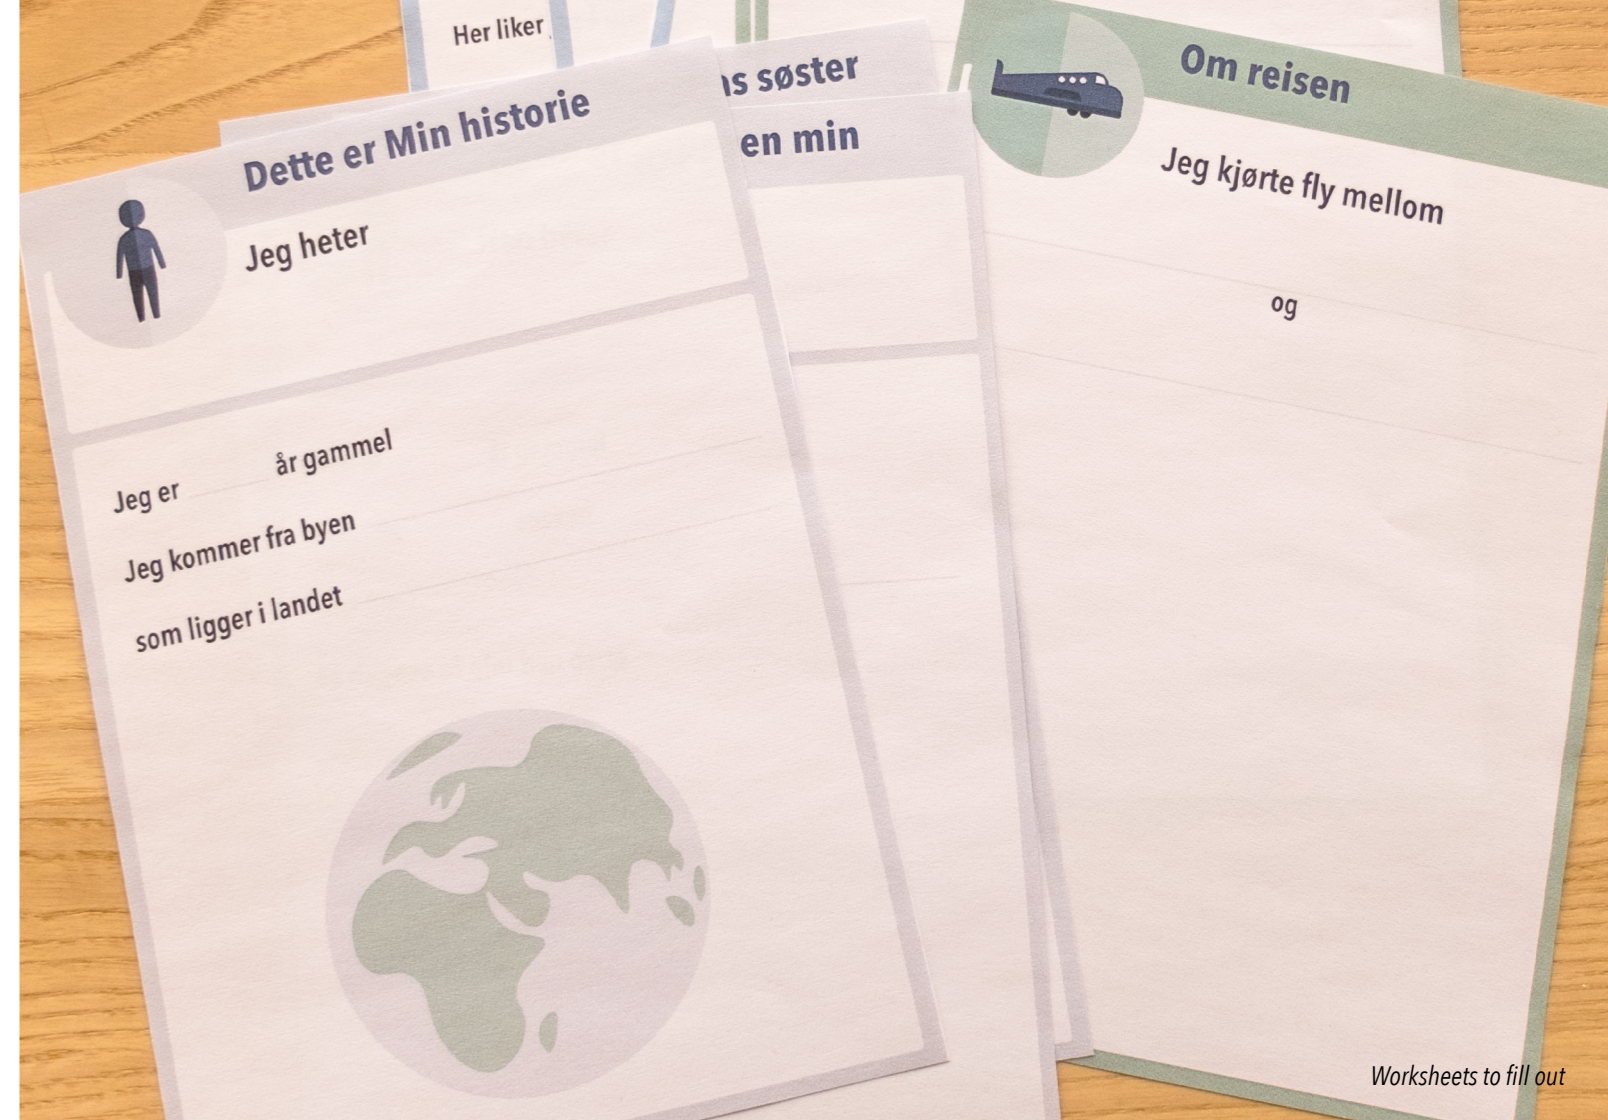 Her liker
Dette er Min historie
Jeg heter
Jeg er år gammel
Jeg kommer fra byen
som ligger i landet
søster
en min
Om reisen
Jeg kjørte fly mellom
og
Worksheets to fill out